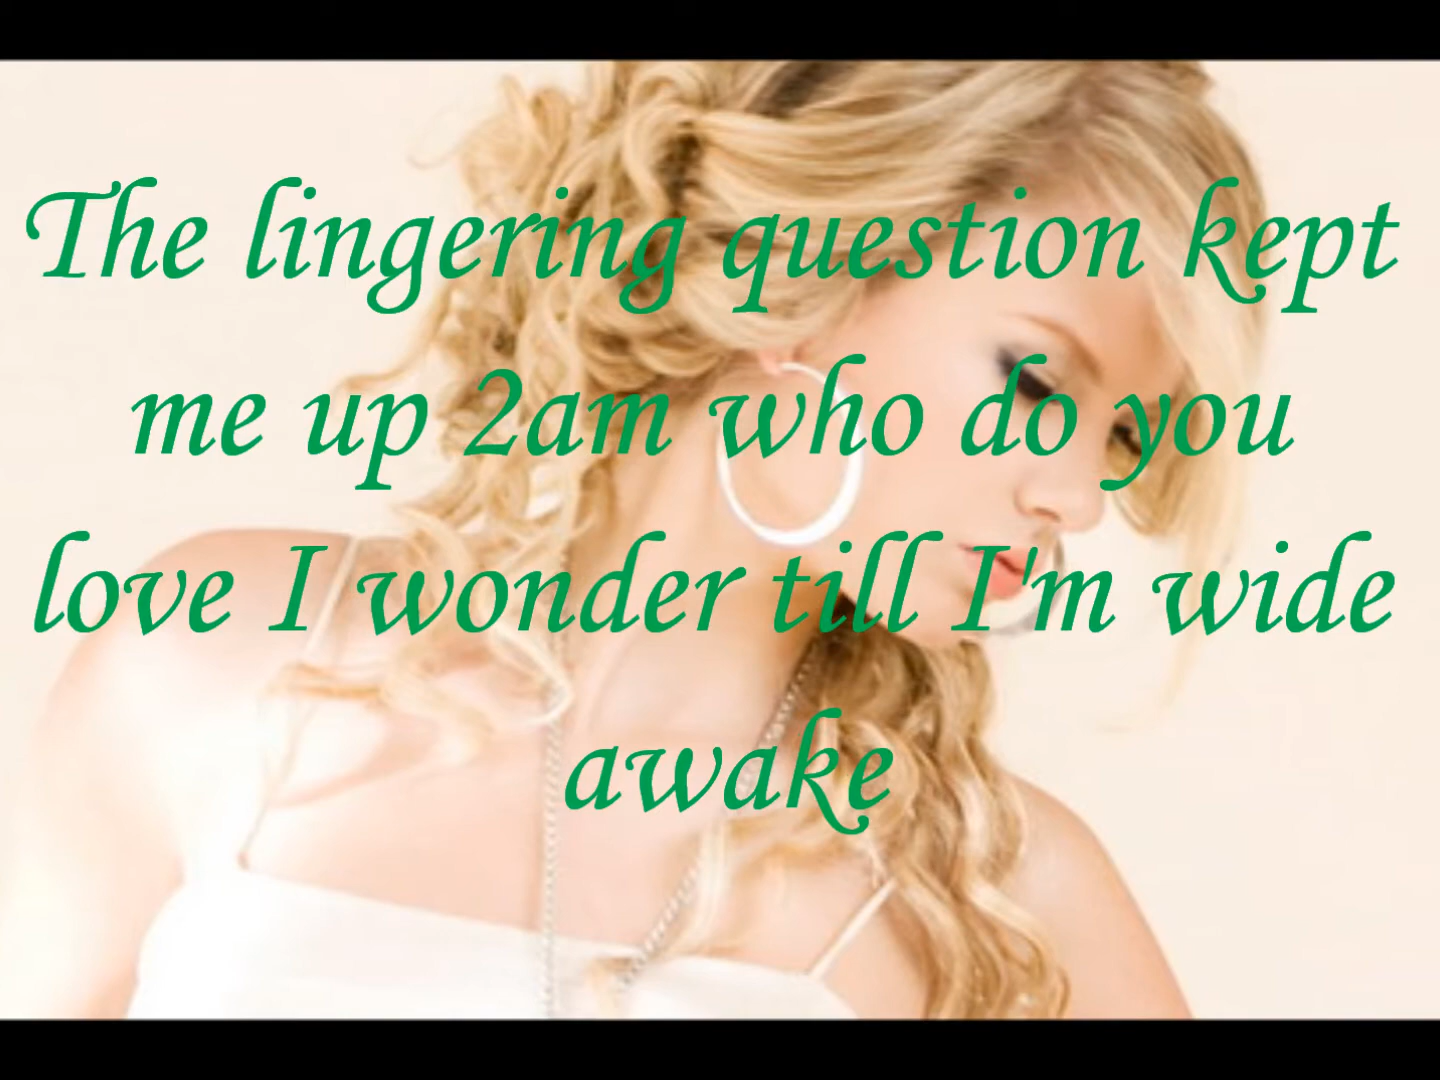 The lingering question kept
me up 2am who do you
love I wonder till I'm wide
awake